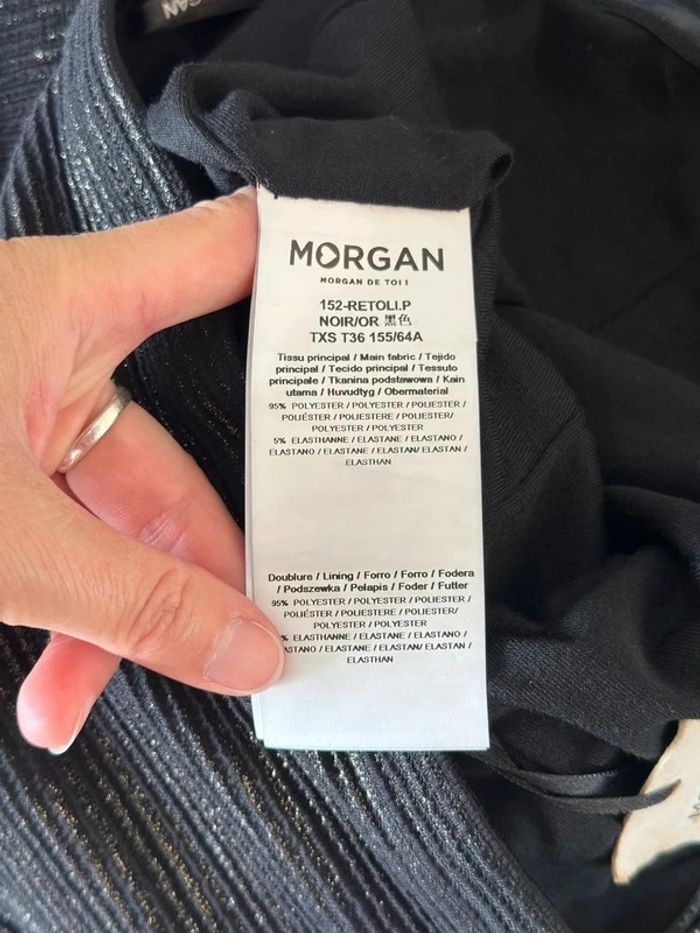 MORGAN
MORGAN DE TOI !
152-RETOLI.P
NOIR/OR 黑色
TXS T36 155/64A
Tissu principal / Main fabric / Tejido
principal / Tecido principal / Tessuto
principale / Tkanina podstawowa / Kain
utama / Huvudtyg / Obermaterial
95% POLYESTER / POLYESTER / POLIESTER /
POLIÉSTER / POLIESTERE / POLIESTER/
POLYESTER / POLYESTER
5% ELASTHANNE / ELASTANE / ELASTANO /
ELASTANO / ELASTANE / ELASTAN/ ELASTAN /
ELASTHAN
Doublure / Lining / Forro / Forro / Fodera
/ Podszewka / Pelapis / Foder / Futter
95% POLYESTER / POLYESTER / POLIESTER /
POLIÉSTER / POLIESTERE / POLIESTER/
POLYESTER / POLYESTER
% ELASTHANNE / ELASTANE / ELASTANO /
STANO / ELASTANE / ELASTAN/ ELASTAN /
ELASTHAN